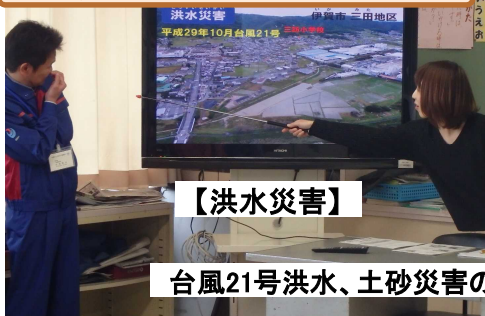 洪水災害
伊賀市 三田地区
平成29年10月台風21号
HITACHI
【洪水災害】
台風21号洪水、土砂災害の